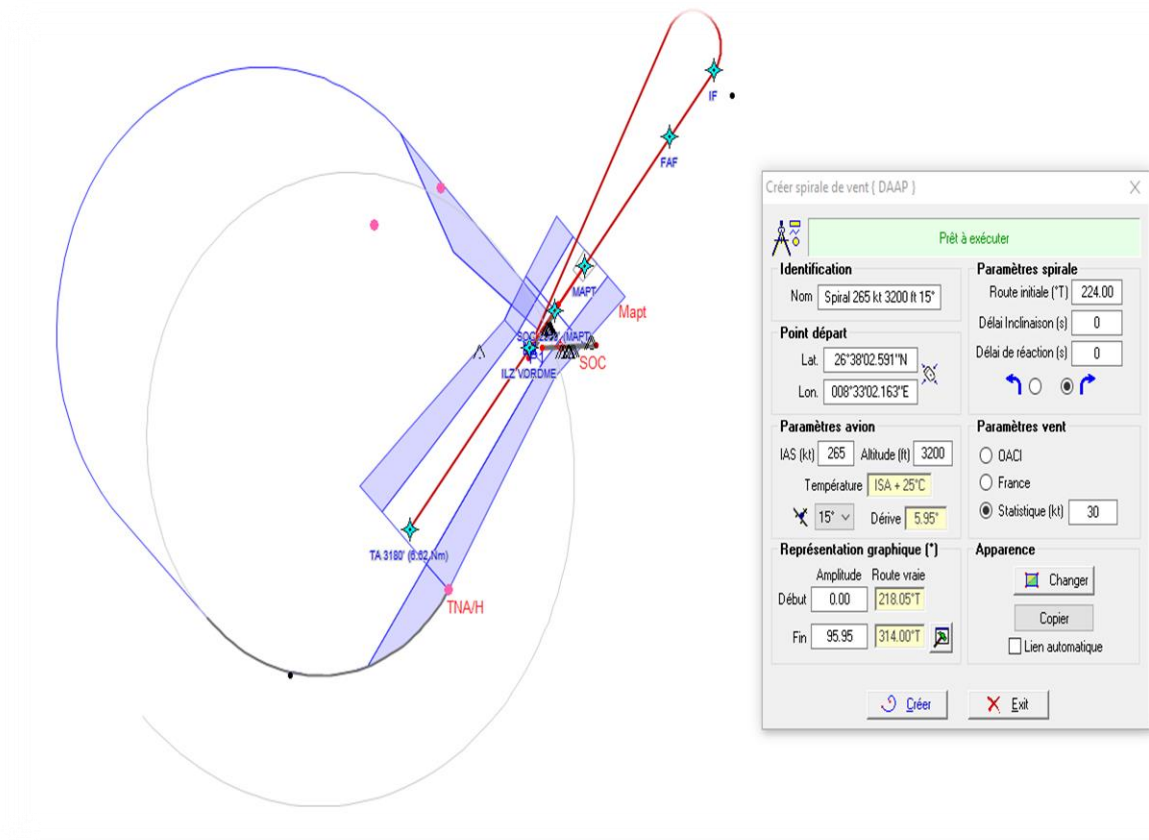 IF
FAF
MAPT
Mapt
SOC
ILZ VORDME
TA 3180' (6.62 Nm)
TNA/H
Créer spirale de vent ( DAAP )
Prêt à exécuter
Identification
Nom Spiral 265 kt 3200 ft 15°
Point départ
Lat. 26°38'02.591"N
Lon. 008°33'02.163"E
Paramètres spirale
Route initiale (°T) 224.00
Délai Inclinaison (s) 0
Délai de réaction (s) 0
Paramètres avion
IAS (kt) 265 Altitude (ft) 3200
Température ISA + 25°C
15° Dérive 5.95°
Paramètres vent
OACI
France
Statistique (kt) 30
Représentation graphique (°)
Amplitude Route vraie
Début 0.00 218.05°T
Fin 95.95 314.00°T
Apparence
Changer
Copier
Lien automatique
Créer
Exit